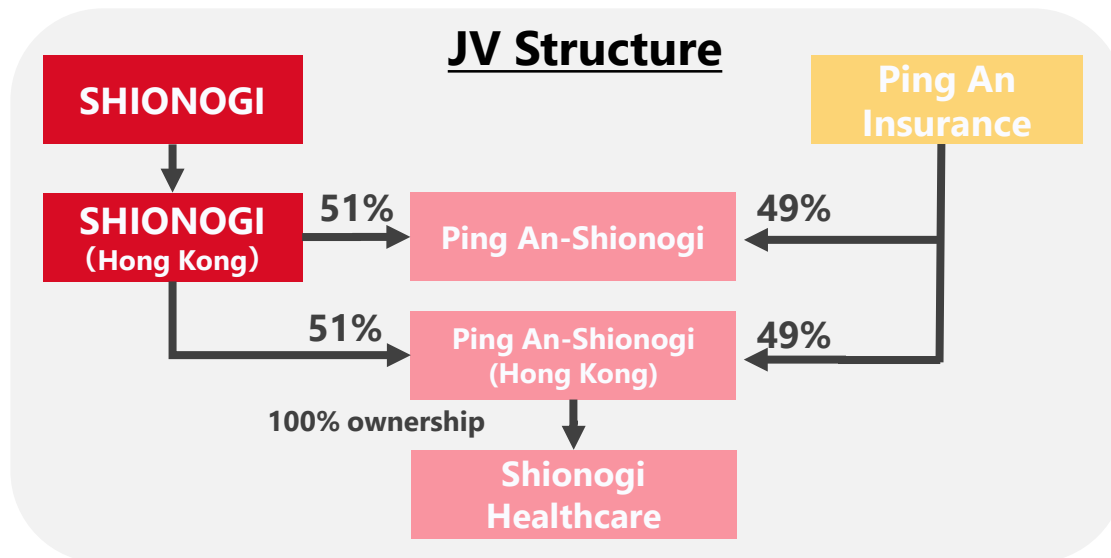 JV Structure
SHIONOGI
Ping An
Insurance
SHIONOGI
（Hong Kong）
51%
Ping An-Shionogi
49%
51%
Ping An-Shionogi
(Hong Kong)
49%
100% ownership
Shionogi
Healthcare